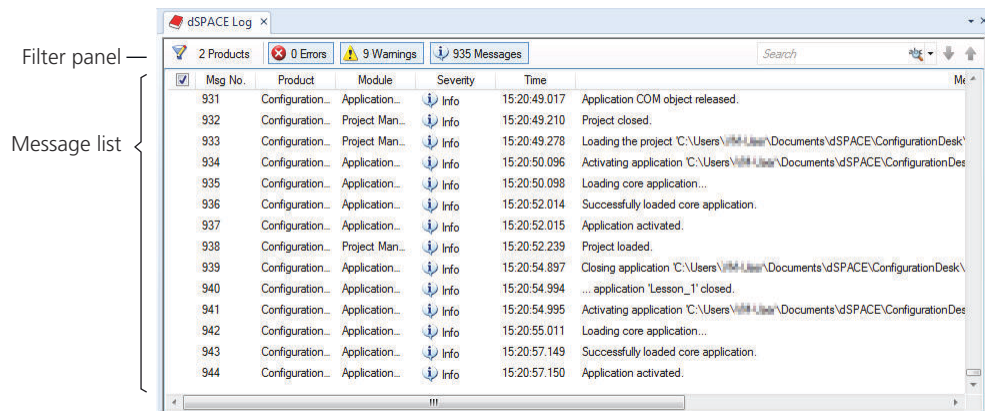 dSPACE Log
Filter panel
2 Products 0 Errors 9 Warnings 935 Messages Search
Message list
Msg No. Product Module Severity Time
931 Configuration... Application... Info 15:20:49.017 Application COM object released.
932 Configuration... Project Man... Info 15:20:49.210 Project closed.
933 Configuration... Project Man... Info 15:20:49.278 Loading the project 'C:\Users\ \Documents\dSPACE\ConfigurationDesk\
934 Configuration... Application... Info 15:20:50.096 Activating application 'C:\Users\ \Documents\dSPACE\ConfigurationDes
935 Configuration... Application... Info 15:20:50.098 Loading core application...
936 Configuration... Application... Info 15:20:52.014 Successfully loaded core application.
937 Configuration... Application... Info 15:20:52.015 Application activated.
938 Configuration... Project Man... Info 15:20:52.239 Project loaded.
939 Configuration... Application... Info 15:20:54.897 Closing application 'C:\Users\ \Documents\dSPACE\ConfigurationDesk\
940 Configuration... Application... Info 15:20:54.994 ... application 'Lesson_1' closed.
941 Configuration... Application... Info 15:20:54.995 Activating application 'C:\Users\ \Documents\dSPACE\ConfigurationDes
942 Configuration... Application... Info 15:20:55.011 Loading core application...
943 Configuration... Application... Info 15:20:57.149 Successfully loaded core application.
944 Configuration... Application... Info 15:20:57.150 Application activated.